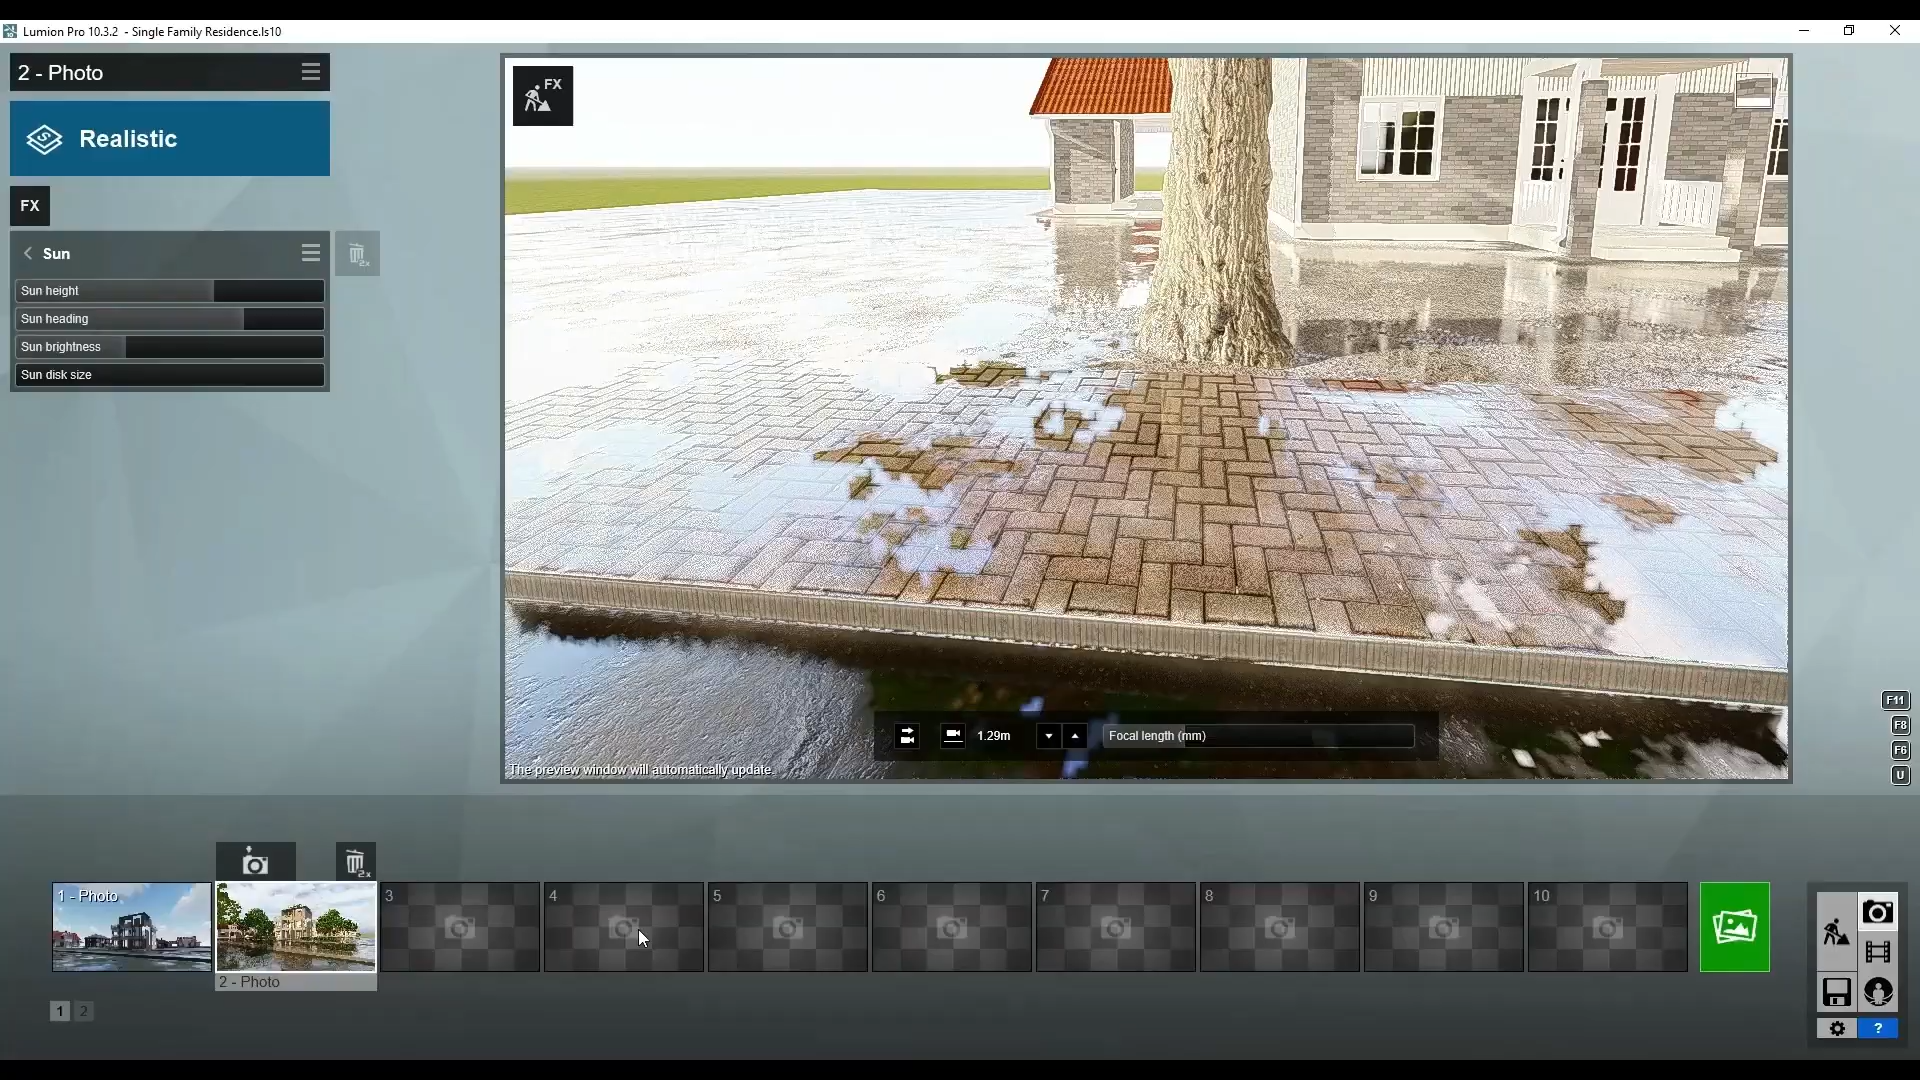 Lumion Pro 10.3.2 - Single Family Residence.ls10
2 - Photo
FX
Realistic
FX
Sun
2x
Sun height
Sun heading
Sun brightness
Sun disk size
1.29m
Focal length (mm)
The preview window will automatically update.
F11
F8
F6
U
2x
1 - Photo
3
4
5
6
7
8
9
10
2 - Photo
1
2
?